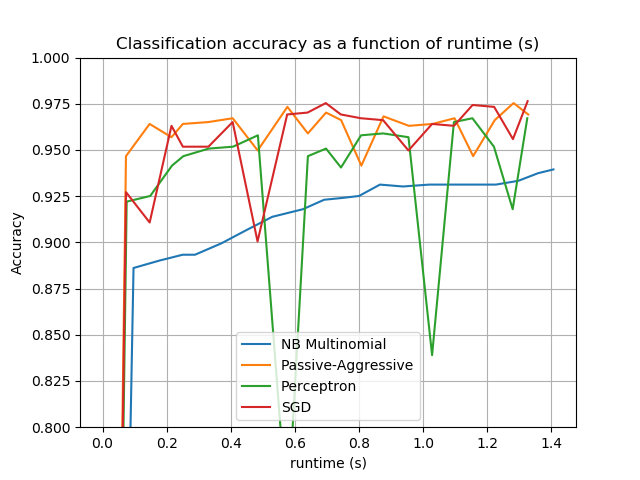 Classification accuracy as a function of runtime (s)
1.000
0.975
0.950
0.925
0.900
0.875
0.850
0.825
0.800
Accuracy
NB Multinomial
Passive-Aggressive
Perceptron
SGD
0.0 0.2 0.4 0.6 0.8 1.0 1.2 1.4
runtime (s)